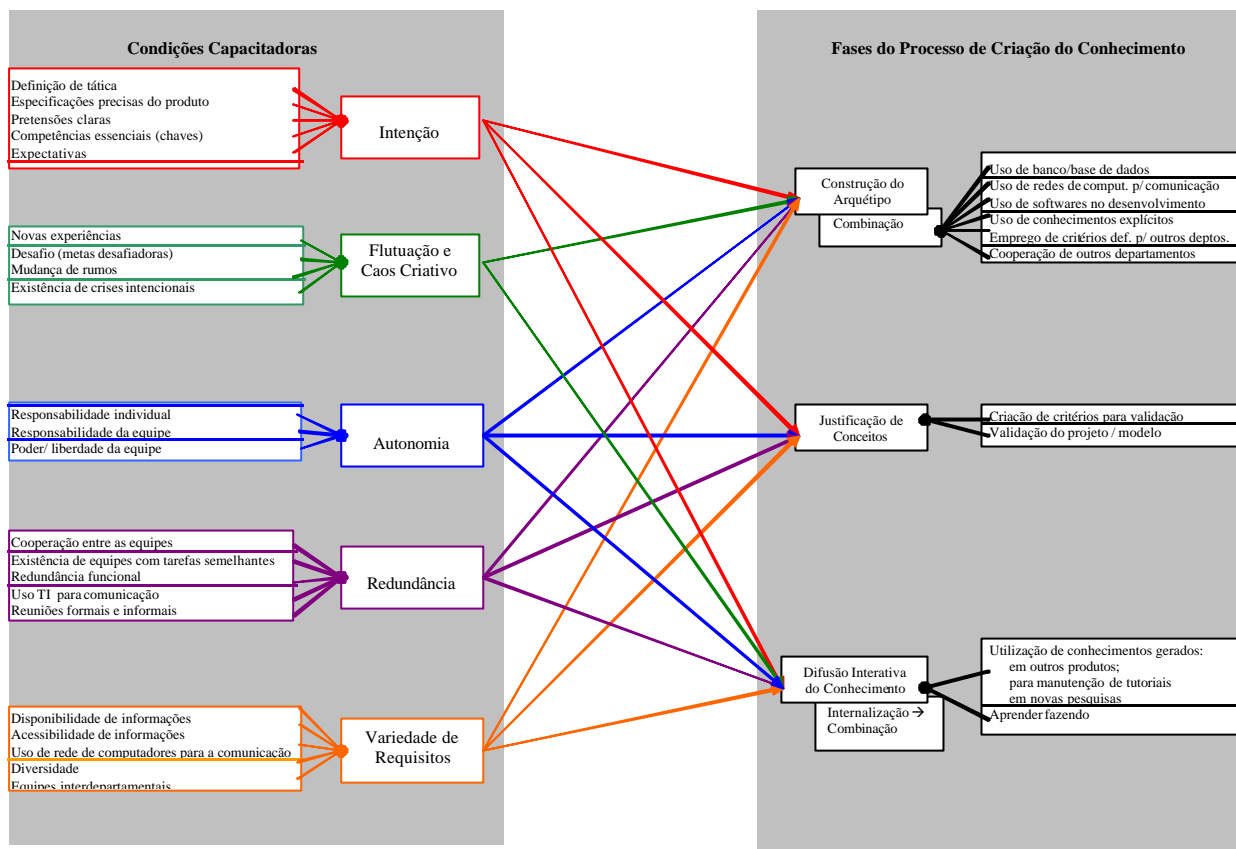 Condições Capacitadoras
Definição de tática
Especificações precisas do produto
Pretensões claras
Competências essenciais (chaves)
Expectativas
Intenção
Novas experiências
Desafio (metas desafiadoras)
Mudança de rumos
Existência de crises intencionais
Flutuação e
Caos Criativo
Responsabilidade individual
Responsabilidade da equipe
Poder/ liberdade da equipe
Autonomia
Cooperação entre as equipes
Existência de equipes com tarefas semelhantes
Redundância funcional
Uso TI para comunicação
Reuniões formais e informais
Redundância
Disponibilidade de informações
Acessibilidade de informações
Uso de rede de computadores para a comunicação
Diversidade
Equipes interdepartamentais
Variedade de
Requisitos
Fases do Processo de Criação do Conhecimento
Construção do
Arquétipo
Combinação
Uso de banco/base de dados
Uso de redes de comput. p/ comunicação
Uso de softwares no desenvolvimento
Uso de conhecimentos explícitos
Emprego de critérios def. p/ outros deptos.
Cooperação de outros departamentos
Justificação de
Conceitos
Criação de critérios para validação
Validação do projeto / modelo
Difusão Interativa
do Conhecimento
Internalização →
Combinação
Utilização de conhecimentos gerados:
em outros produtos;
para manutenção de tutoriais
em novas pesquisas
Aprender fazendo